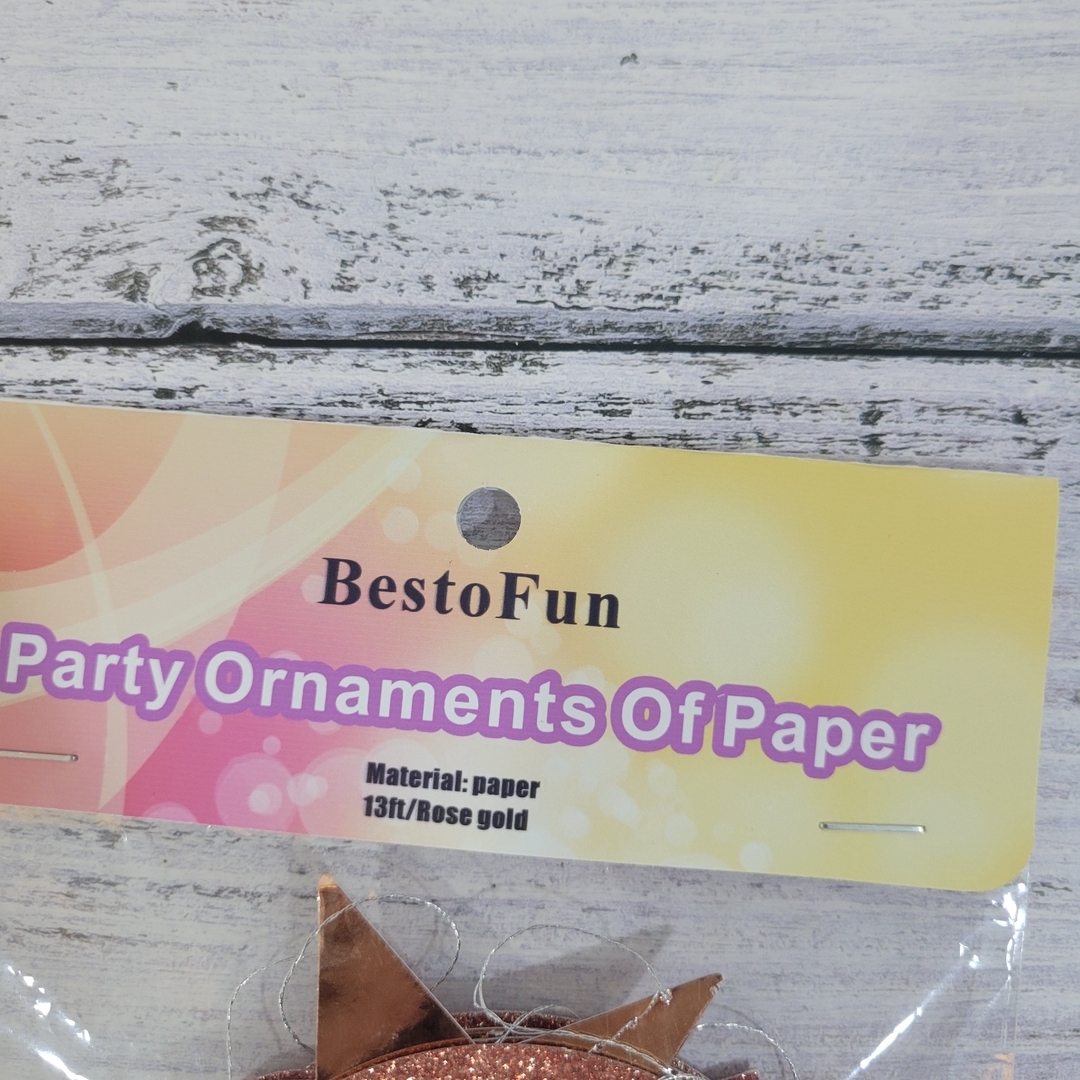 BestoFun
Party Ornaments Of Paper
Material: paper
13ft/Rose gold